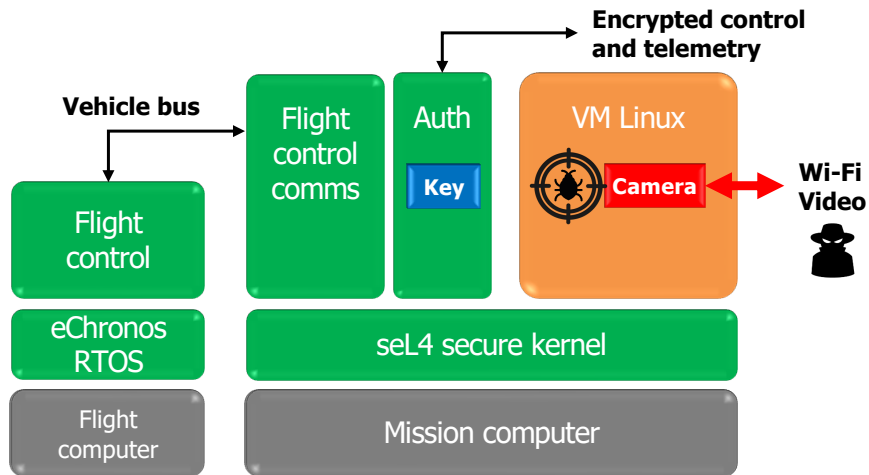 Encrypted control
and telemetry
Vehicle bus
Flight
control
comms
Auth
Key
VM Linux
Camera
Wi-Fi
Video
Flight
control
eChronos
RTOS
seL4 secure kernel
Flight
computer
Mission computer